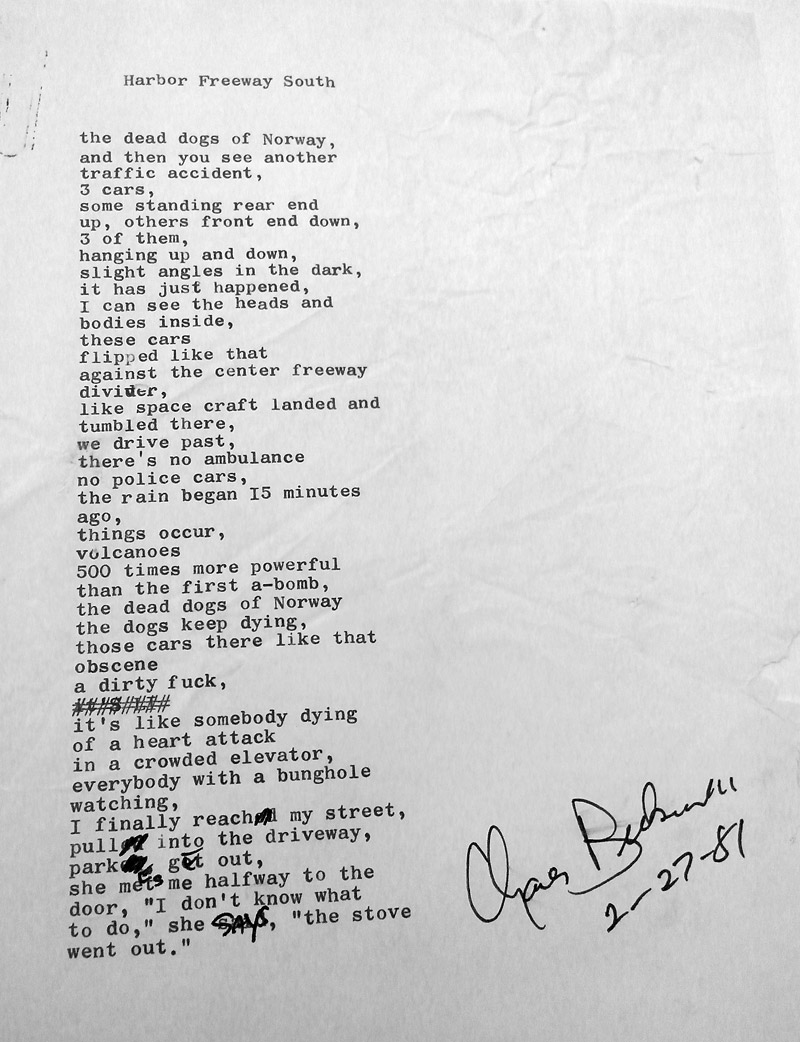 Harbor Freeway South
the dead dogs of Norway,
and then you see another
traffic accident,
3 cars,
some standing rear end
up, others front end down,
3 of them,
hanging up and down,
slight angles in the dark,
it has just happened,
I can see the heads and
bodies inside,
these cars
flipped like that
against the center freeway
divider,
like space craft landed and
tumbled there,
we drive past,
there's no ambulance
no police cars,
the rain began 15 minutes
ago,
things occur,
volcanoes
500 times more powerful
than the first a-bomb,
the dead dogs of Norway
the dogs keep dying,
those cars there like that
obscene
a dirty fuck,
it's like somebody dying
of a heart attack
in a crowded elevator,
everybody with a bunghole
watching,
I finally reach my street,
pull into the driveway,
park, get out,
she meets me halfway to the
door, "I don't know what
to do," she says, "the stove
went out."
Charles Bukowski
2-27-81